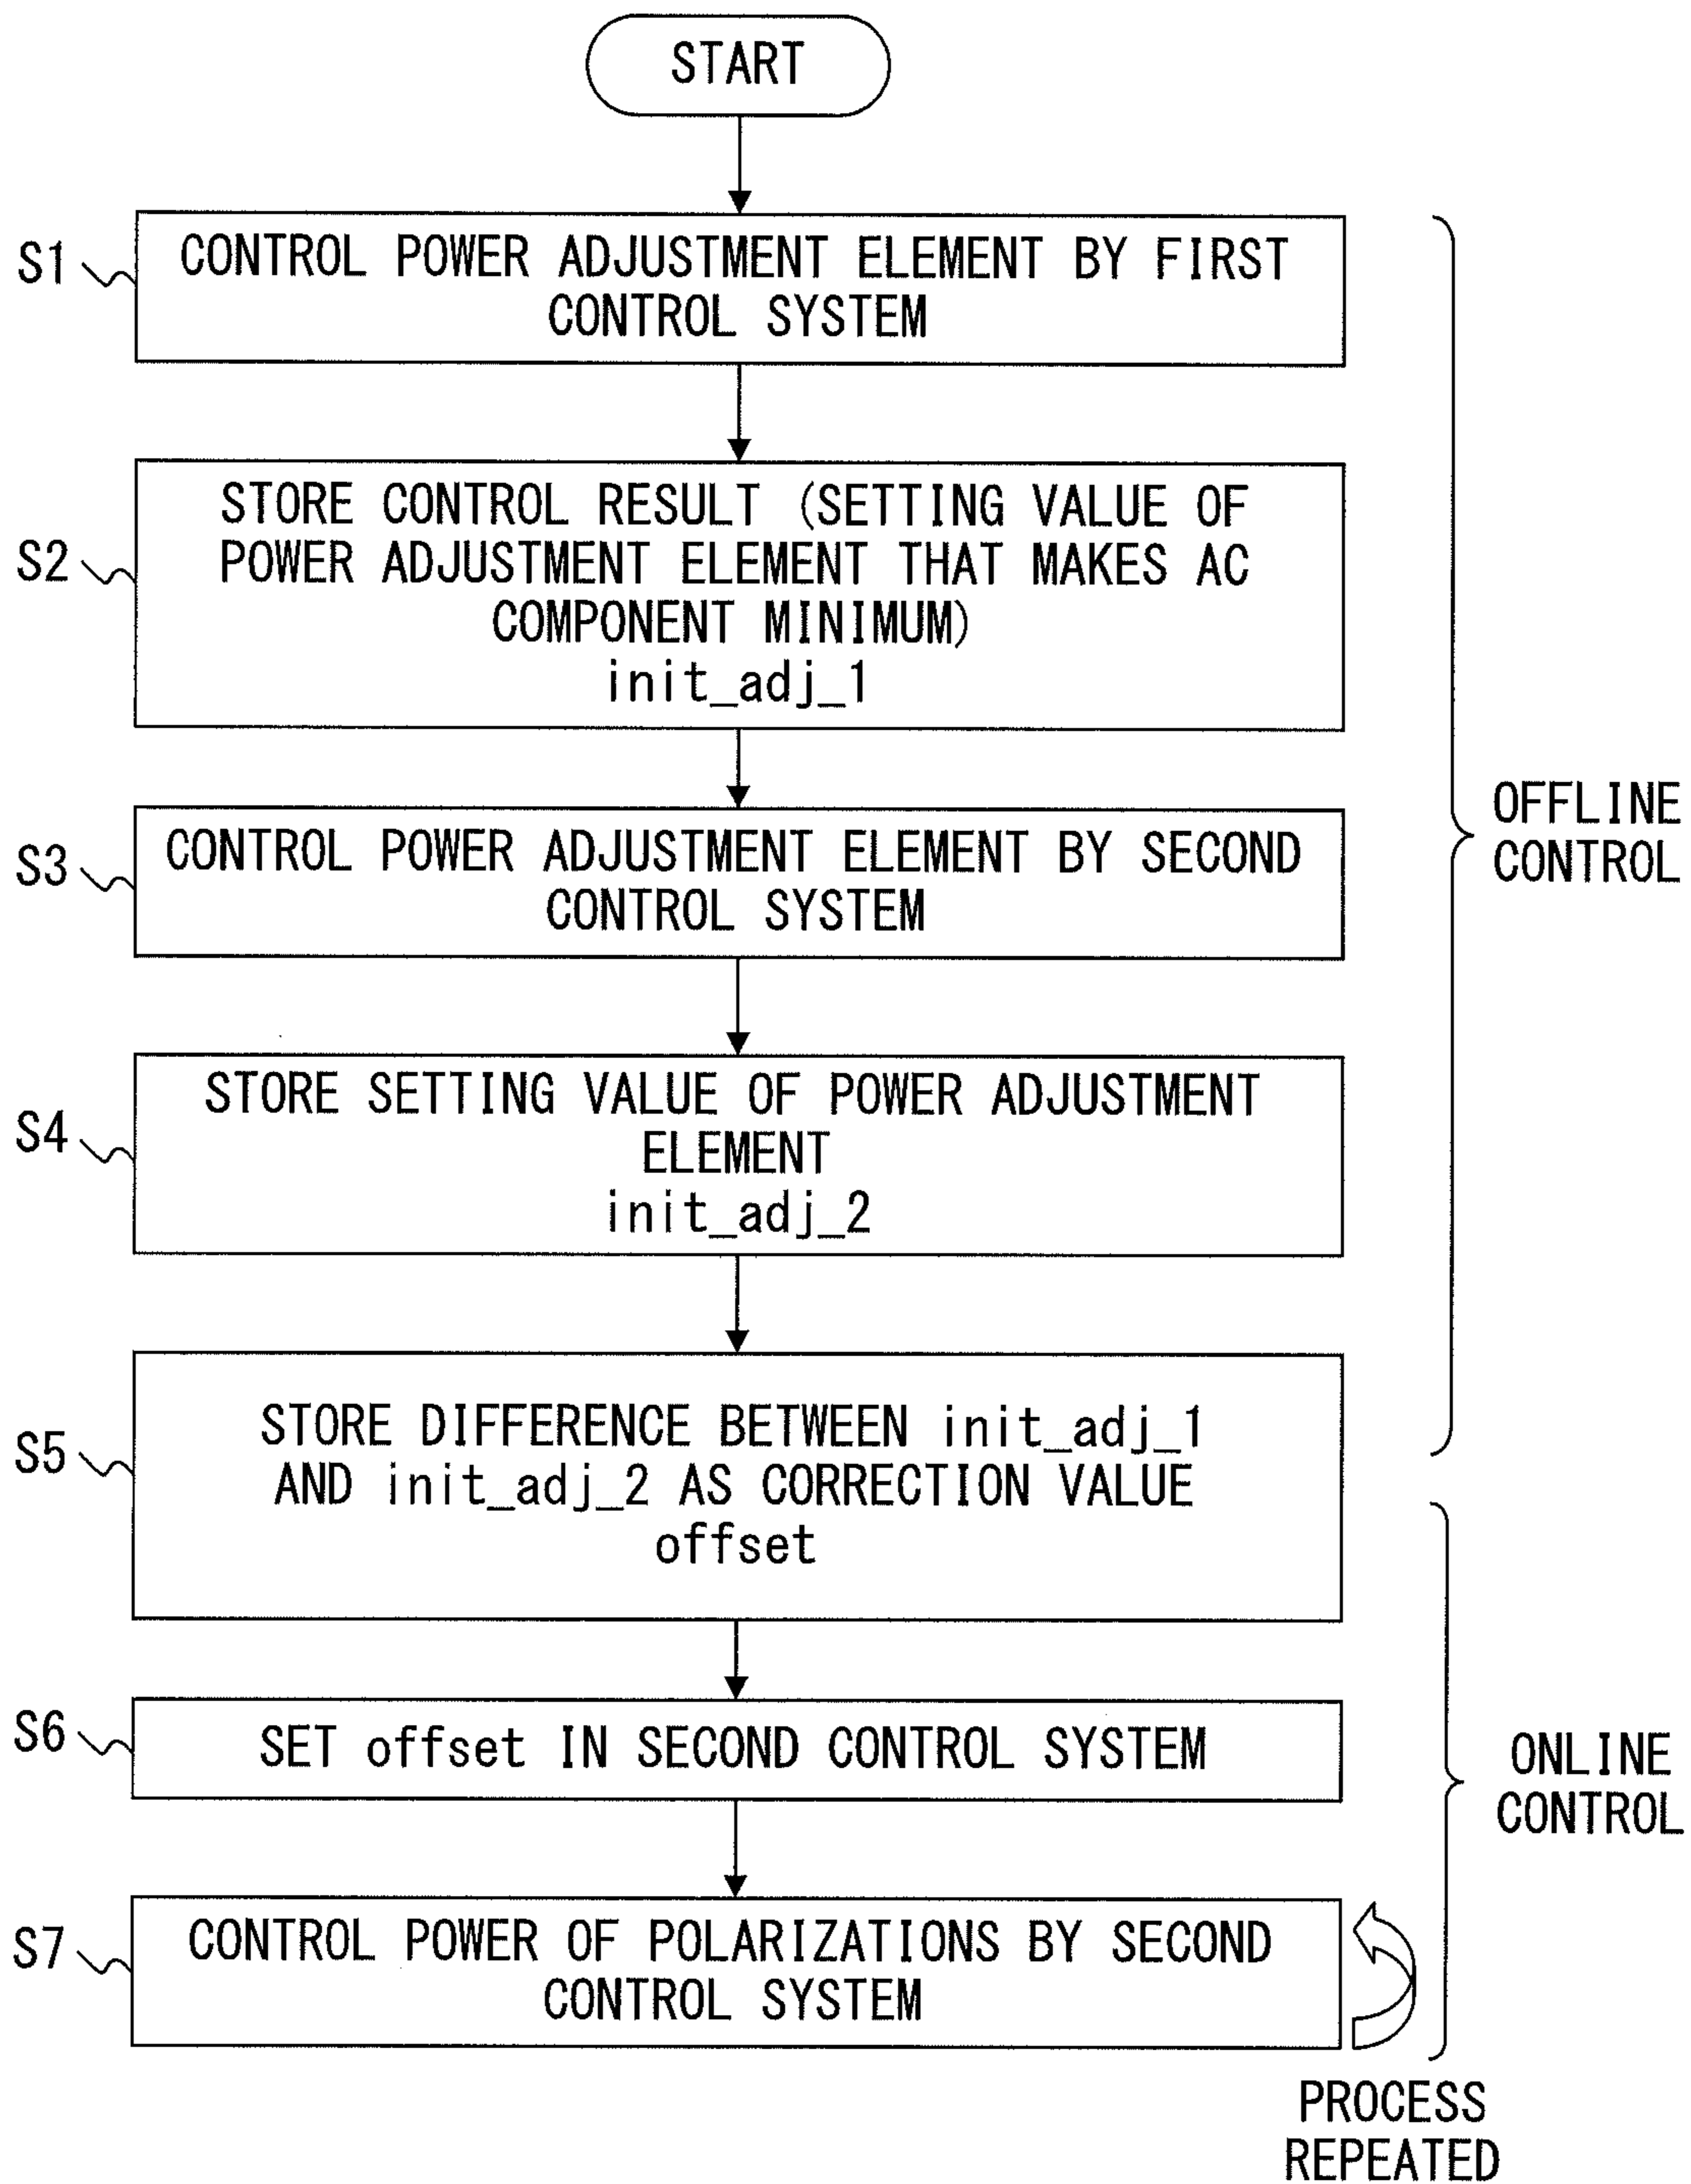 START
S1
CONTROL POWER ADJUSTMENT ELEMENT BY FIRST
CONTROL SYSTEM
S2
STORE CONTROL RESULT (SETTING VALUE OF
POWER ADJUSTMENT ELEMENT THAT MAKES AC
COMPONENT MINIMUM)
init_adj_1
S3
CONTROL POWER ADJUSTMENT ELEMENT BY SECOND
CONTROL SYSTEM
OFFLINE
CONTROL
S4
STORE SETTING VALUE OF POWER ADJUSTMENT
ELEMENT
init_adj_2
S5
STORE DIFFERENCE BETWEEN init_adj_1
AND init_adj_2 AS CORRECTION VALUE
offset
S6
SET offset IN SECOND CONTROL SYSTEM
ONLINE
CONTROL
S7
CONTROL POWER OF POLARIZATIONS BY SECOND
CONTROL SYSTEM
PROCESS
REPEATED